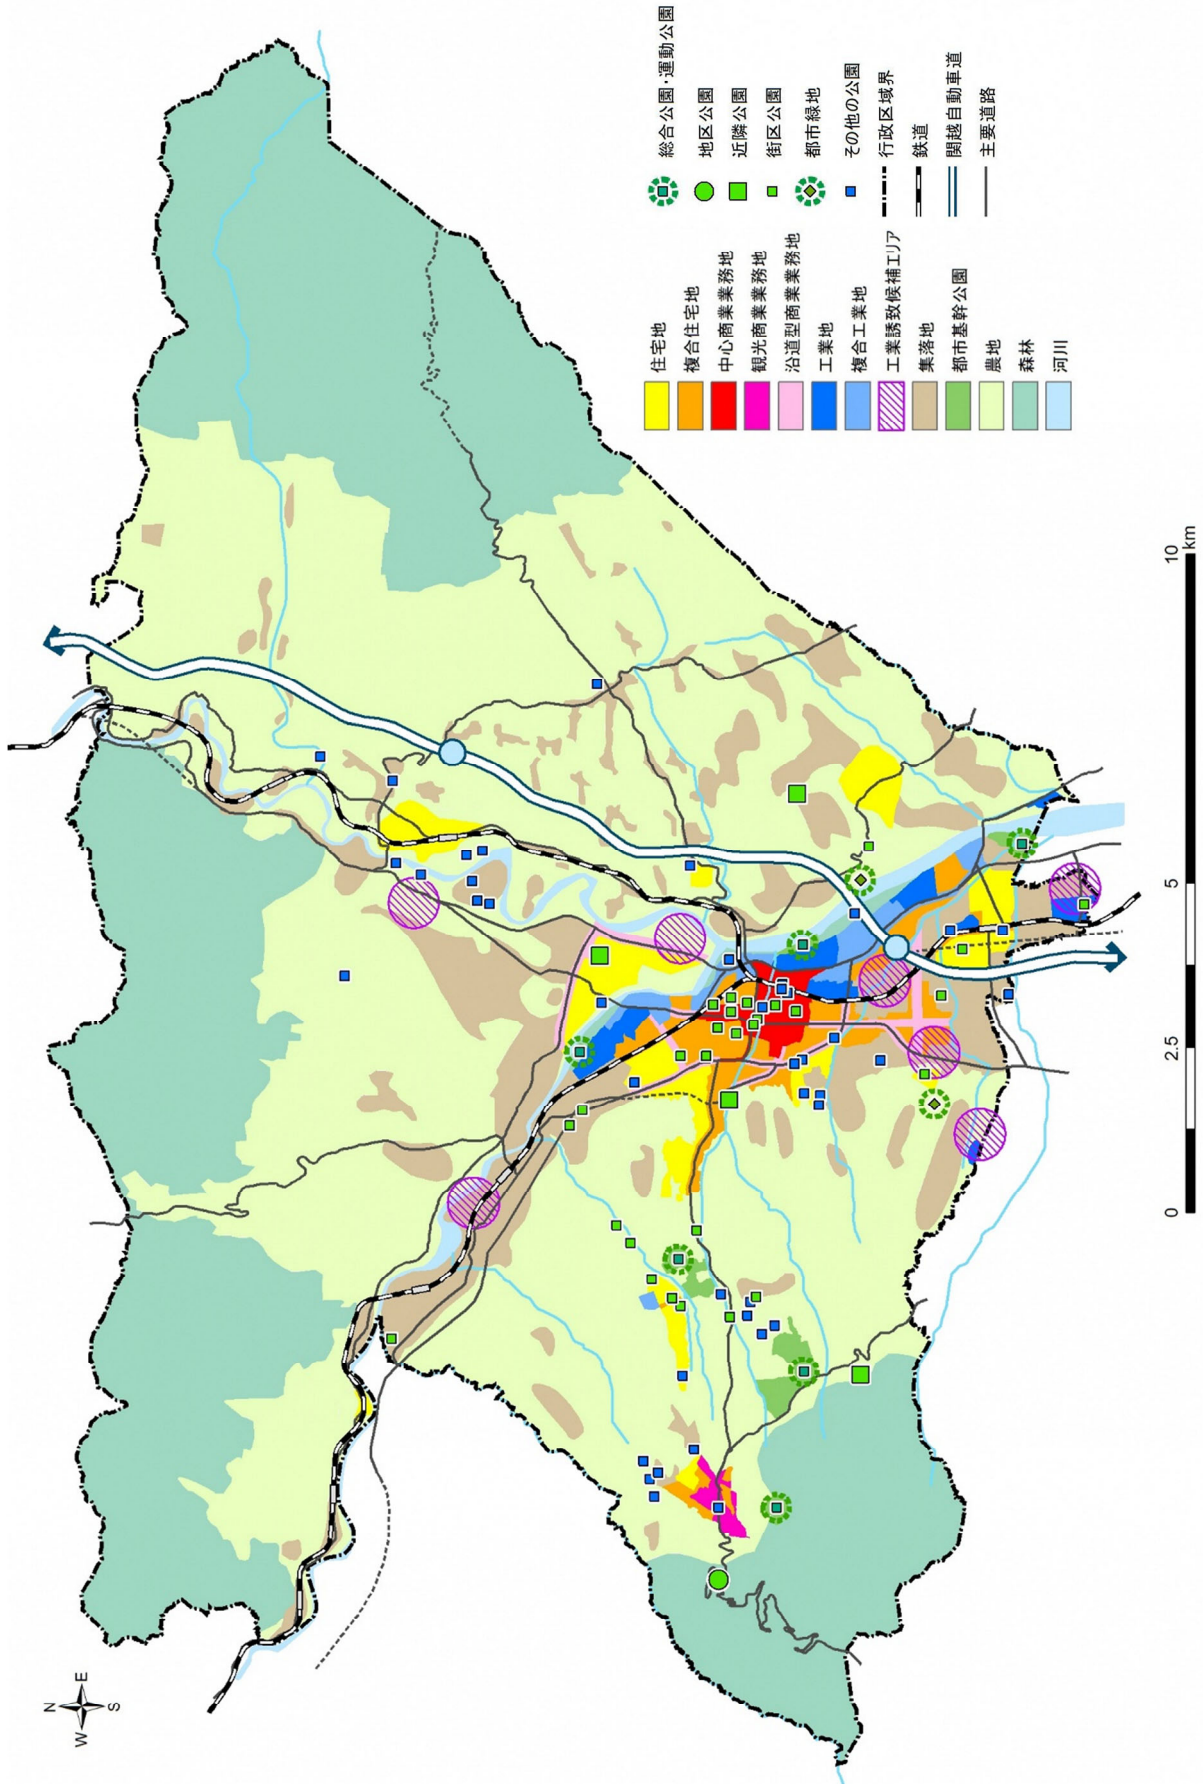 N
W
E
S
住宅地
複合住宅地
中心商業業務地
観光商業業務地
沿道型商業業務地
工業地
複合工業地
工業誘致候補エリア
集落地
都市基幹公園
農地
森林
河川
総合公園・運動公園
地区公園
近隣公園
街区公園
都市緑地
その他の公園
行政区域界
鉄道
関越自動車道
主要道路
0 2.5 5 10
km